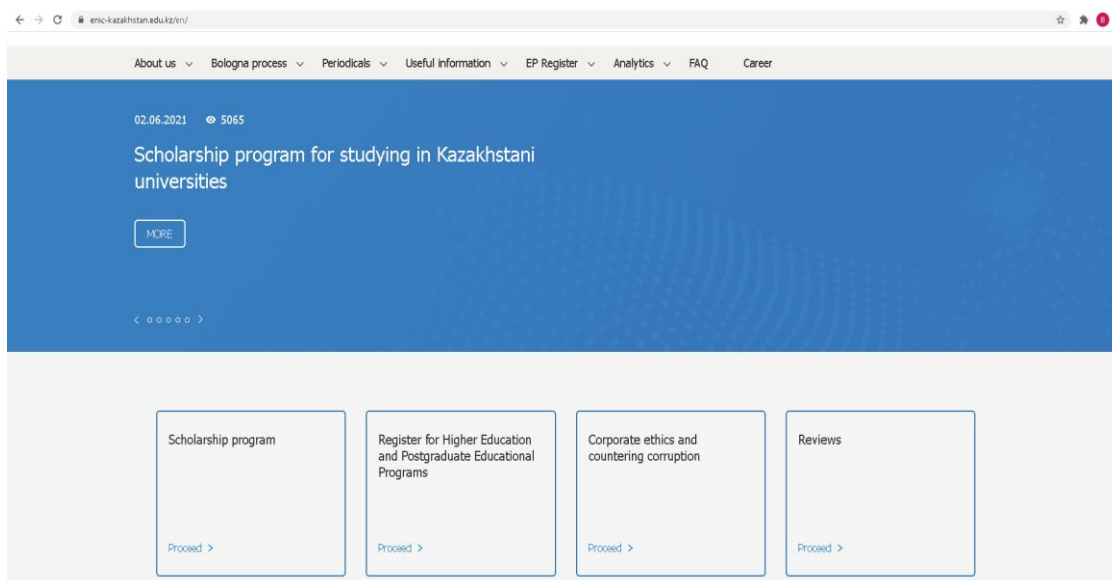 enic-kazakhstan.edu.kz/en/
B
About us Bologna process Periodicals Useful information EP Register Analytics FAQ Career
02.06.2021 5065
Scholarship program for studying in Kazakhstani
universities
MORE
Scholarship program
Proceed >
Register for Higher Education
and Postgraduate Educational
Programs
Proceed >
Corporate ethics and
countering corruption
Proceed >
Reviews
Proceed >